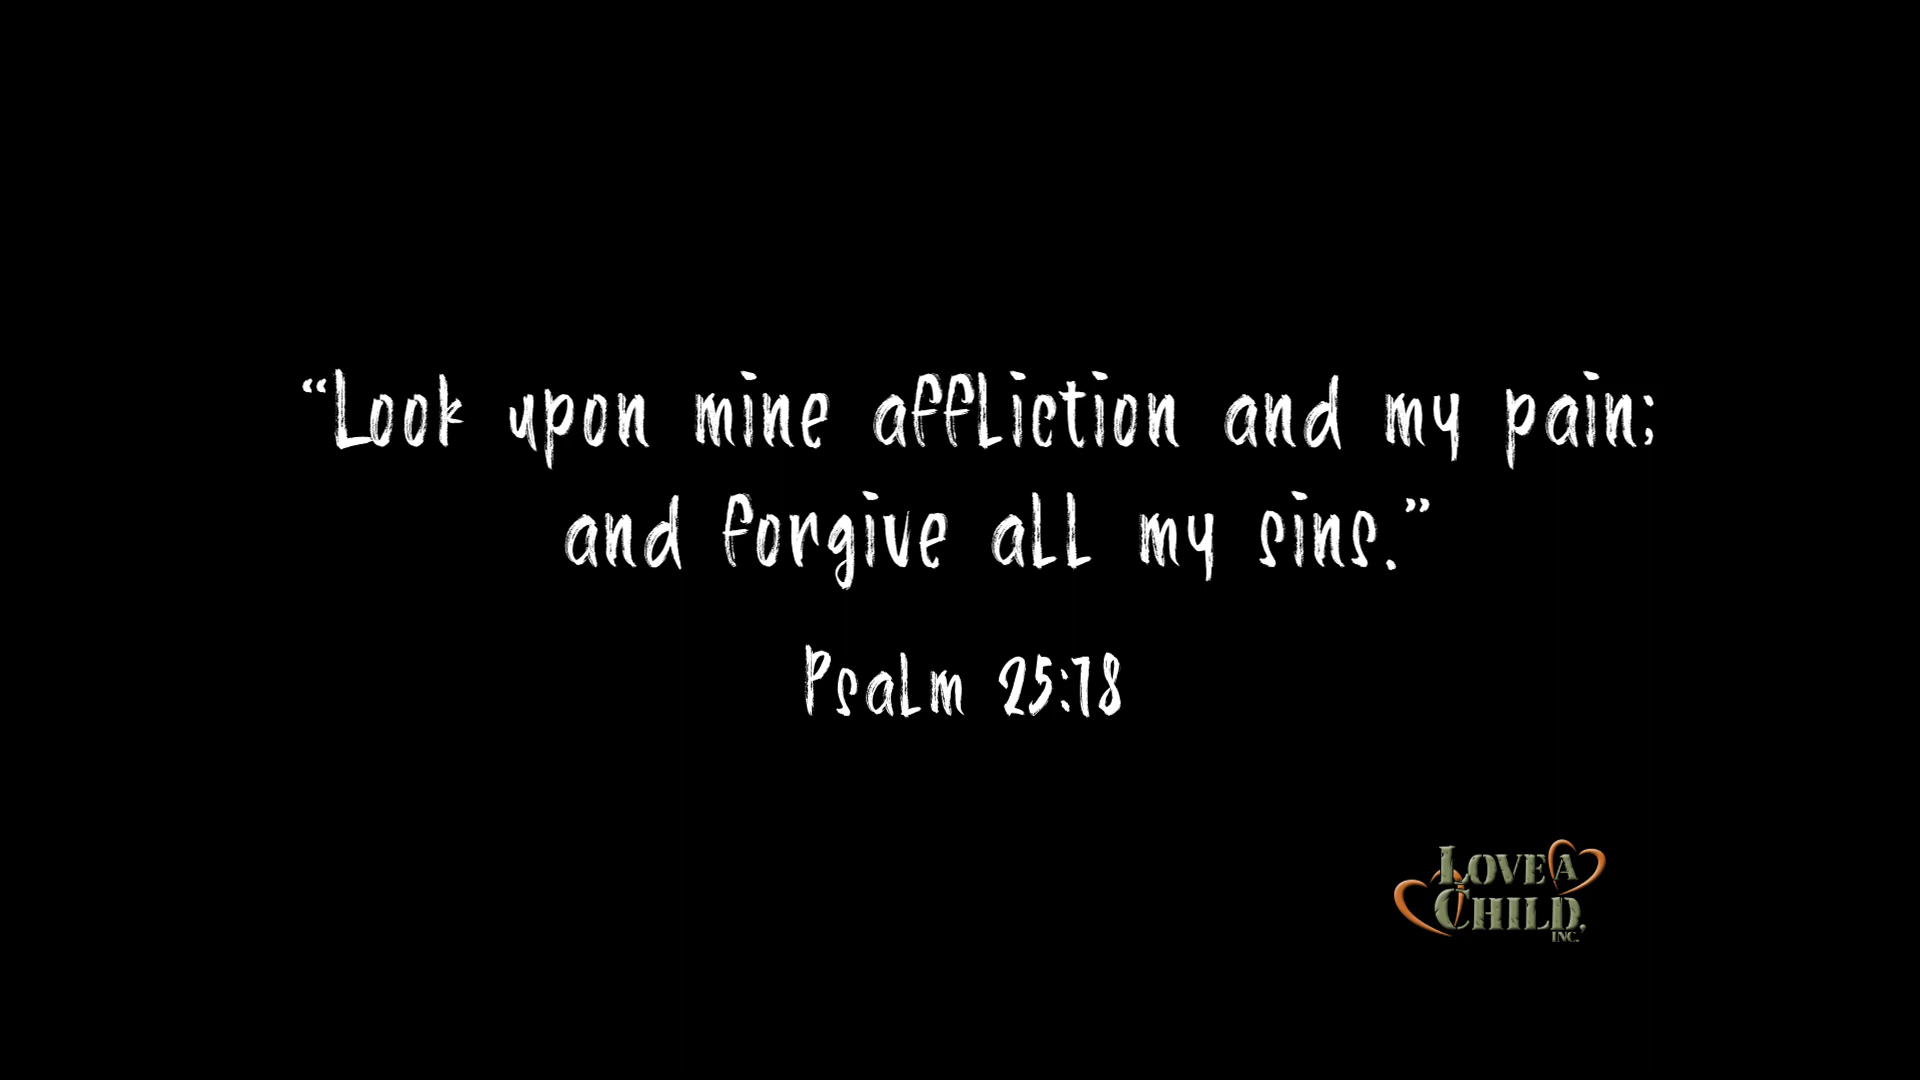 “Look upon mine affliction and my pain;
and forgive all my sins.”
Psalm 25:18
LOVE A
CHILD,
INC.